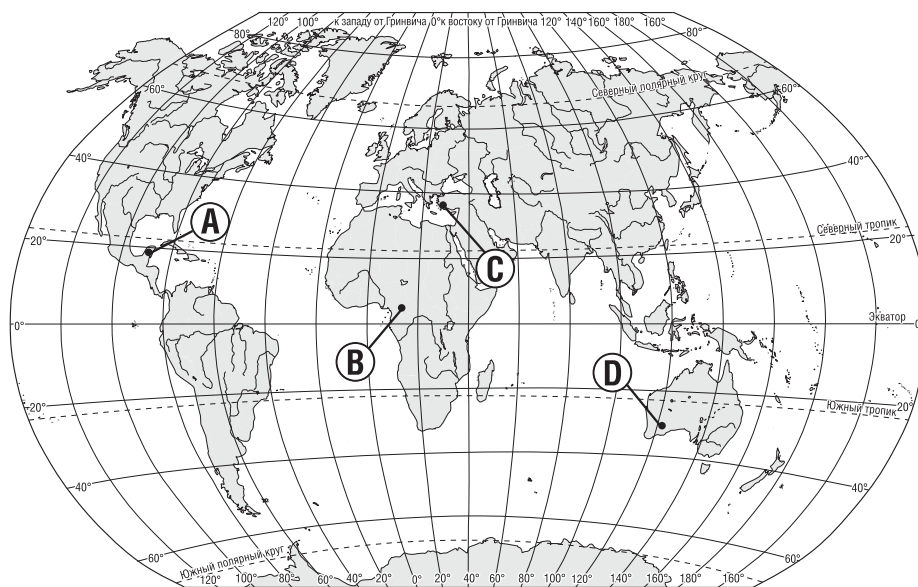 120° 100° к западу от Гринвича 0° к востоку от Гринвича 120° 140° 160° 180° 160°
80° 80°
Северный полярный круг
60° 60°
40° 40°
A
Северный тропик
20° 20°
C
Экватор
0° 0
B
D
20° Южный тропик 20°
40° 40°
60° Южный полярный круг 60°
120° 100° 80° 60° 40° 20° 0° 20° 40° 60° 80° 100° 120° 140° 160° 180° 160°